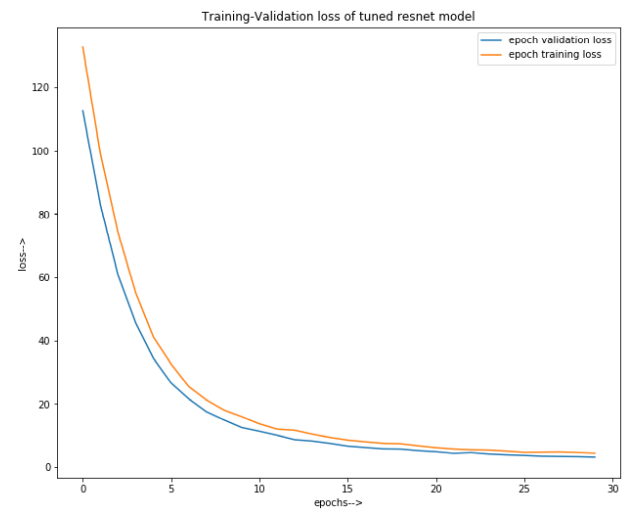 Training-Validation loss of tuned resnet model
epoch validation loss
epoch training loss
120
100
80
60
40
20
0
loss-->
0 5 10 15 20 25 30
epochs-->